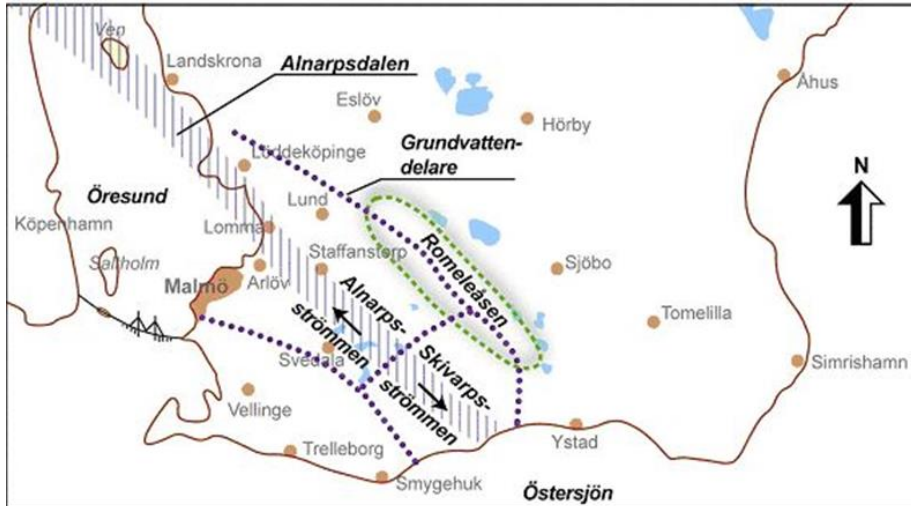 Ven
Landskrona
Alnarpsdalen
Åhus
Eslöv
Hörby
Grundvatten-
delare
Löddeköpinge
N
Öresund
Lund
Köpenhamn
Lomma
Romeleåsen
Staffanstorp
Saltholm
Arlöv
Sjöbo
Malmö
Alnarps-
strömmen
Tomelilla
Svedala
Skivarps-
strömmen
Simrishamn
Vellinge
Ystad
Trelleborg
Smygehuk
Östersjön